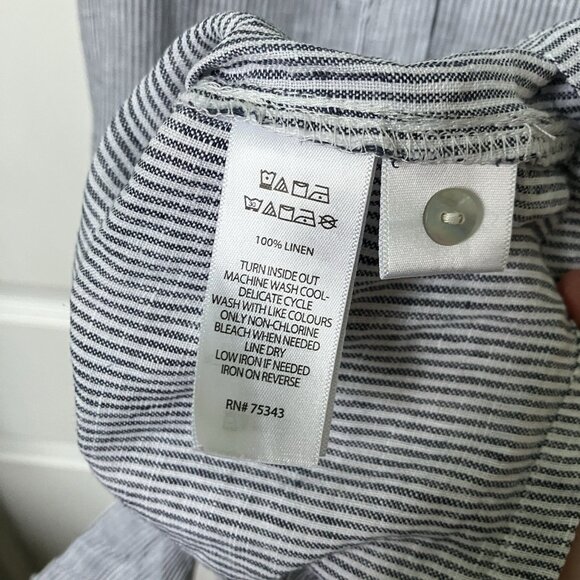 100% LINEN
TURN INSIDE OUT
MACHINE WASH COOL-
DELICATE CYCLE
WASH WITH LIKE COLOURS
ONLY NON-CHLORINE
BLEACH WHEN NEEDED
LINE DRY
LOW IRON IF NEEDED
IRON ON REVERSE
RN# 75343